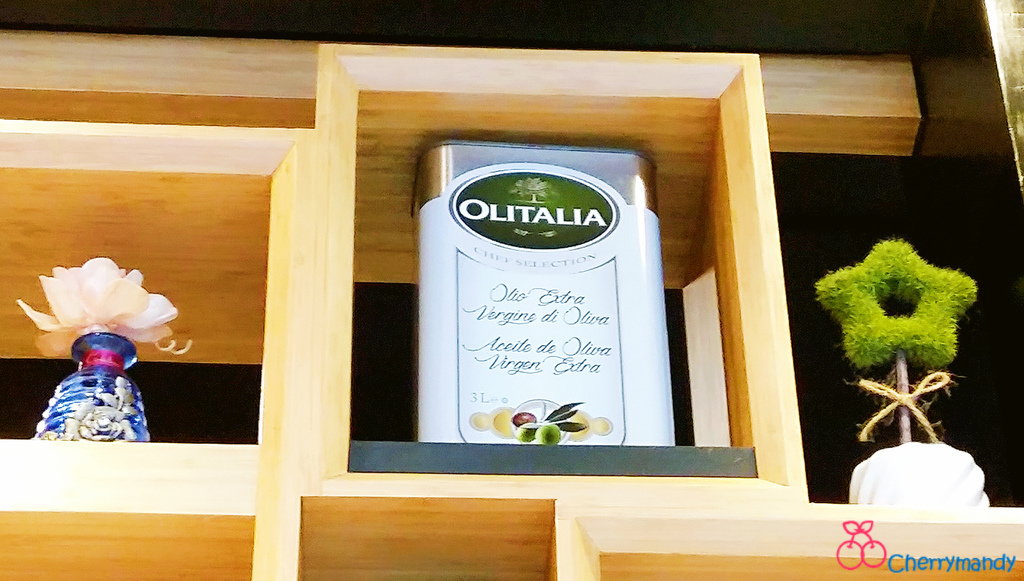 OLITALIA
CHEF SELECTION
Olio Extra
Vergine di Oliva
Aceite de Oliva
Virgen Extra
3L e
Cherrymandy